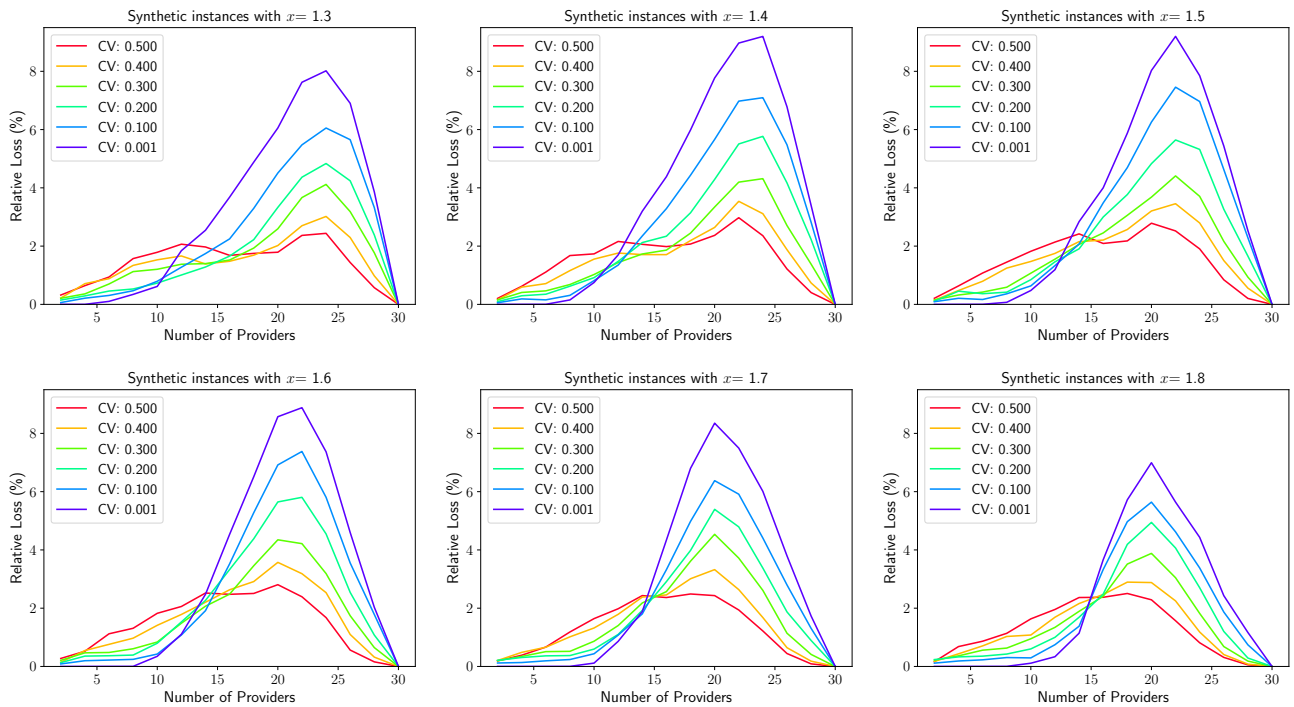 Synthetic instances with x= 1.3
CV: 0.500
CV: 0.400
CV: 0.300
CV: 0.200
CV: 0.100
CV: 0.001
Relative Loss (%)
8
6
4
2
0
5 10 15 20 25 30
Number of Providers
Synthetic instances with x= 1.4
CV: 0.500
CV: 0.400
CV: 0.300
CV: 0.200
CV: 0.100
CV: 0.001
Relative Loss (%)
8
6
4
2
0
5 10 15 20 25 30
Number of Providers
Synthetic instances with x= 1.5
CV: 0.500
CV: 0.400
CV: 0.300
CV: 0.200
CV: 0.100
CV: 0.001
Relative Loss (%)
8
6
4
2
0
5 10 15 20 25 30
Number of Providers
Synthetic instances with x= 1.6
CV: 0.500
CV: 0.400
CV: 0.300
CV: 0.200
CV: 0.100
CV: 0.001
Relative Loss (%)
8
6
4
2
0
5 10 15 20 25 30
Number of Providers
Synthetic instances with x= 1.7
CV: 0.500
CV: 0.400
CV: 0.300
CV: 0.200
CV: 0.100
CV: 0.001
Relative Loss (%)
8
6
4
2
0
5 10 15 20 25 30
Number of Providers
Synthetic instances with x= 1.8
CV: 0.500
CV: 0.400
CV: 0.300
CV: 0.200
CV: 0.100
CV: 0.001
Relative Loss (%)
8
6
4
2
0
5 10 15 20 25 30
Number of Providers